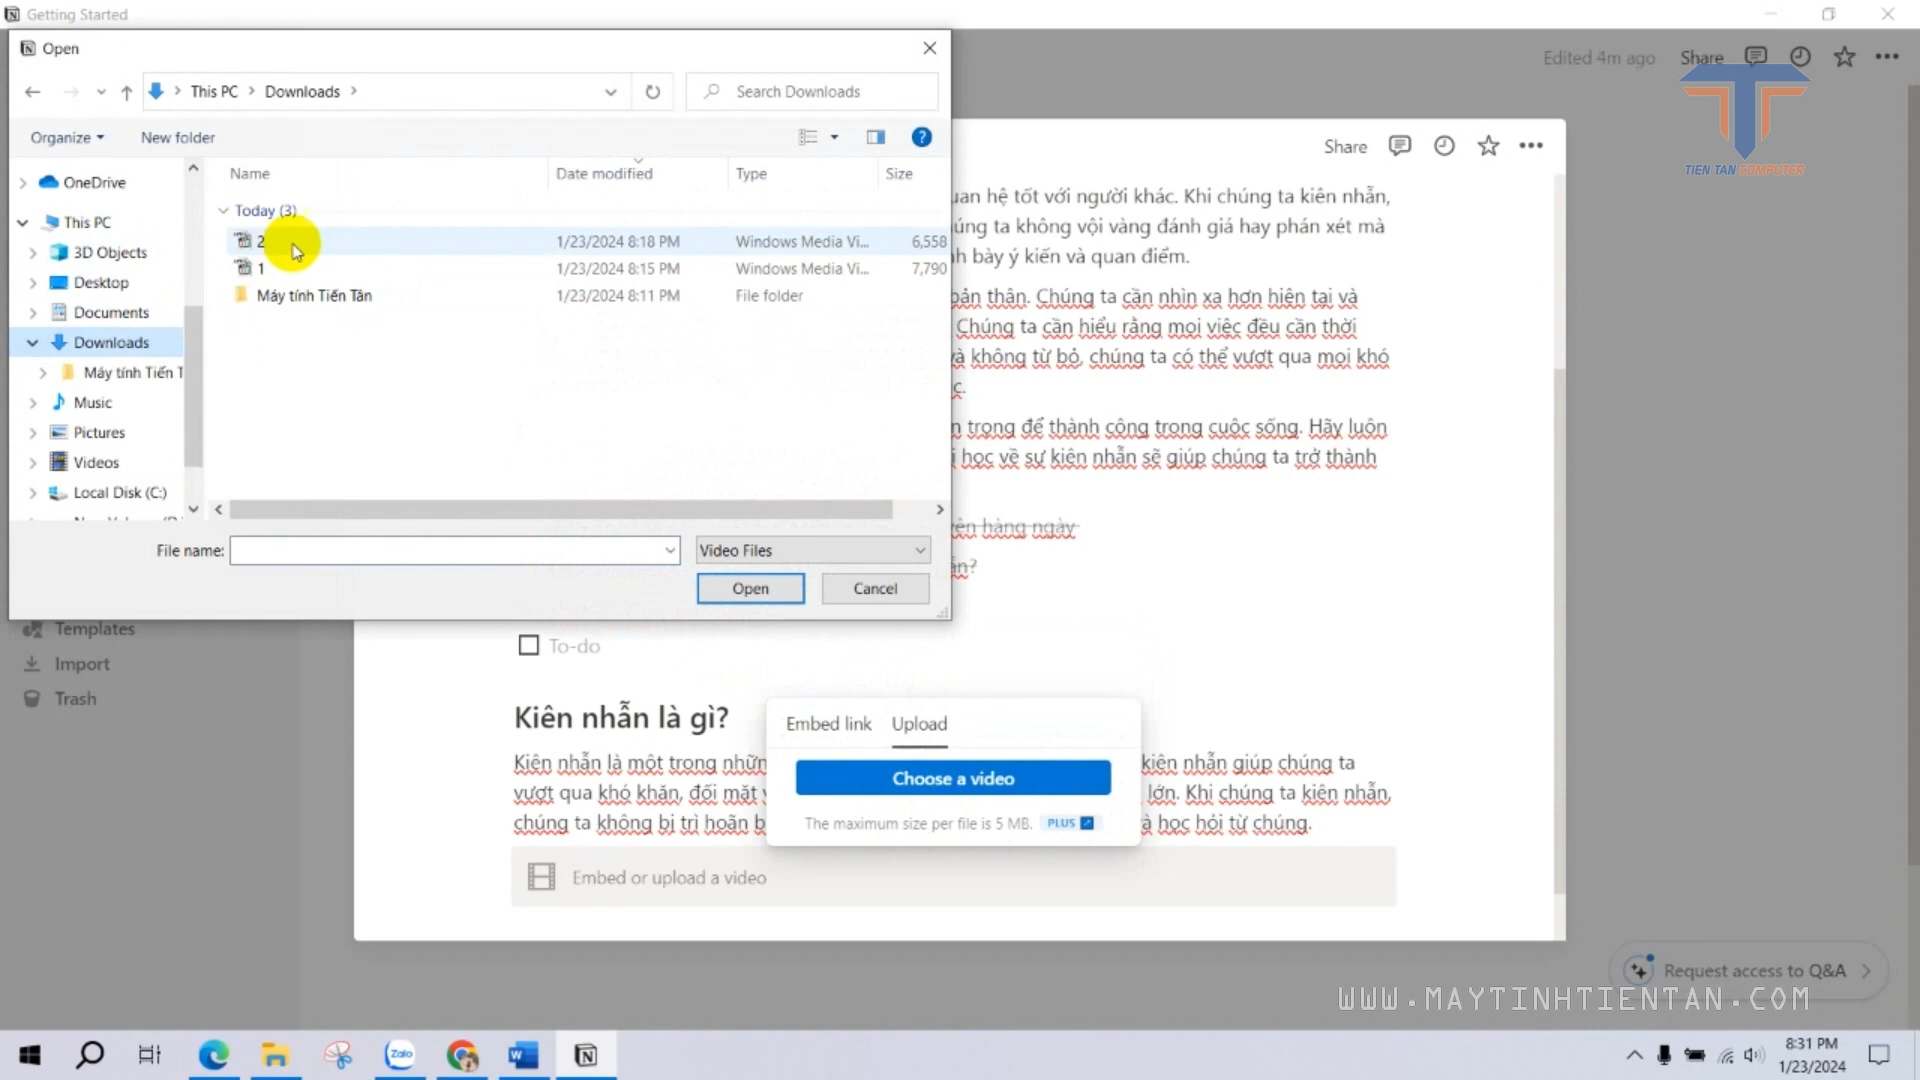 Getting Started
Open
This PC
Downloads
Search Downloads
Edited 4m ago
Share
Organize
New folder
Share
TIEN TAN COMPUTER
Name
Date modified
Type
Size
OneDrive
This PC
3D Objects
Desktop
Documents
Downloads
Máy tính Tiến T
Music
Pictures
Videos
Local Disk (C:)
Today (3)
2
1/23/2024 8:18 PM
Windows Media Vi...
6,558
1
1/23/2024 8:15 PM
Windows Media Vi...
7,790
Máy tính Tiến Tân
1/23/2024 8:11 PM
File folder
File name:
Video Files
Open
Cancel
uan hệ tốt với người khác. Khi chúng ta kiên nhẫn,
úng ta không vội vàng đánh giá hay phán xét mà
h bày ý kiến và quan điểm.
bản thân. Chúng ta cần nhìn xa hơn hiện tại và
Chúng ta cần hiểu rằng mọi việc đều cần thời
và không từ bỏ, chúng ta có thể vượt qua mọi khó
c.
n trọng để thành công trong cuộc sống. Hãy luôn
i học về sự kiên nhẫn sẽ giúp chúng ta trở thành
yện hàng ngày
ẫn?
Templates
Import
Trash
To-do
Kiên nhẫn là gì?
Kiên nhẫn là một trong nhữn
kiên nhẫn giúp chúng ta
vượt qua khó khăn, đối mặt v
lớn. Khi chúng ta kiên nhẫn,
chúng ta không bị trì hoãn b
à học hỏi từ chúng.
Embed link
Upload
Choose a video
The maximum size per file is 5 MB.
PLUS
Embed or upload a video
Request access to Q&A
WWW.MAYTINHTIENTAN.COM
Zalo
8:31 PM
1/23/2024